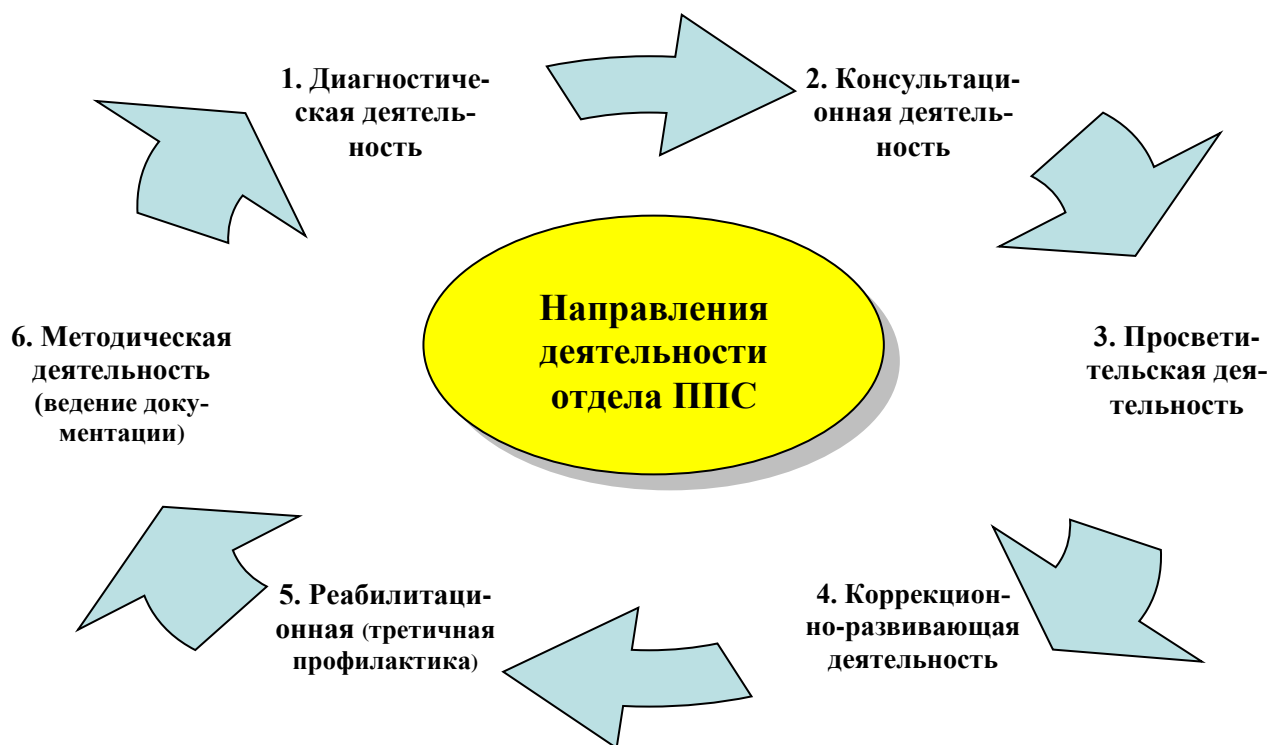 1. Диагностиче-
ская деятель-
ность
2. Консультаци-
онная деятель-
ность
3. Просвети-
тельская дея-
тельность
4. Коррекцион-
но-развивающая
деятельность
5. Реабилитаци-
онная (третичная
профилактика)
6. Методическая
деятельность
(ведение доку-
ментации)
Направления
деятельности
отдела ППС